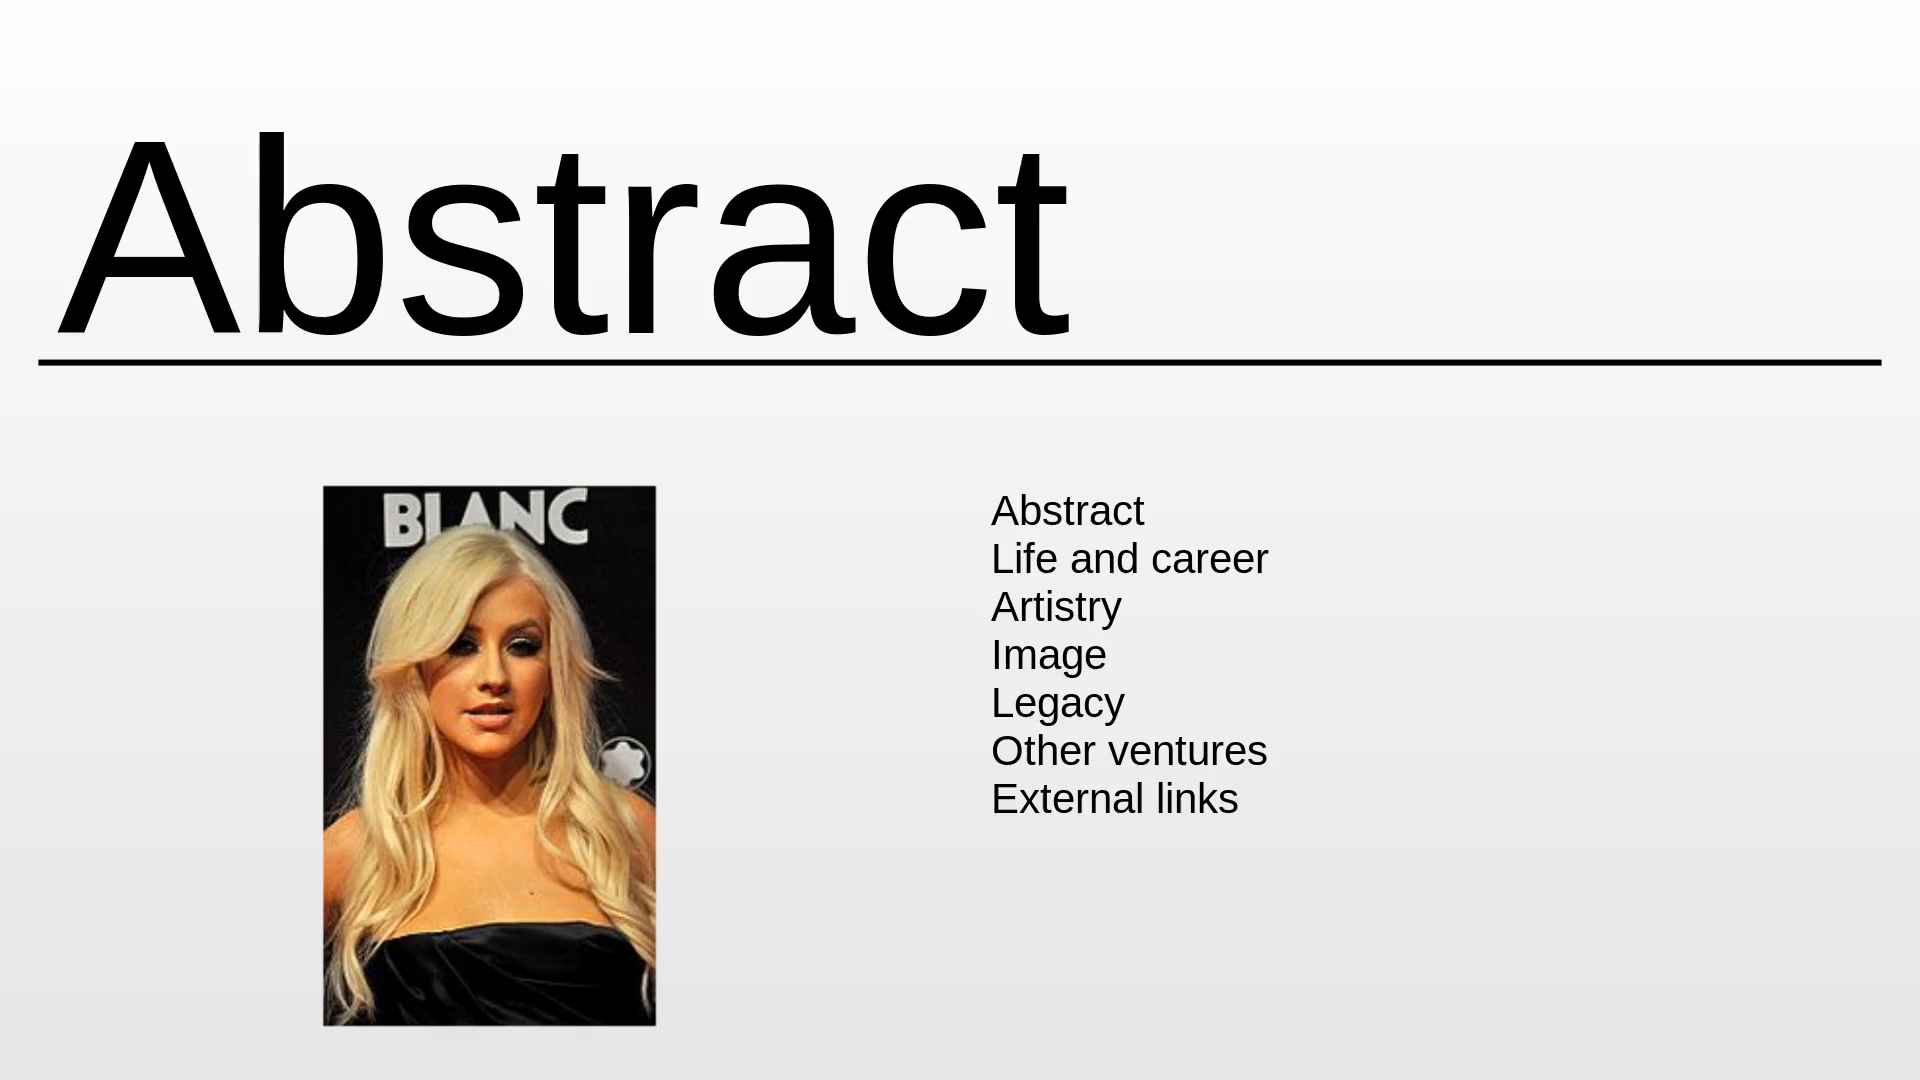 Abstract
BLANC
Abstract
Life and career
Artistry
Image
Legacy
Other ventures
External links